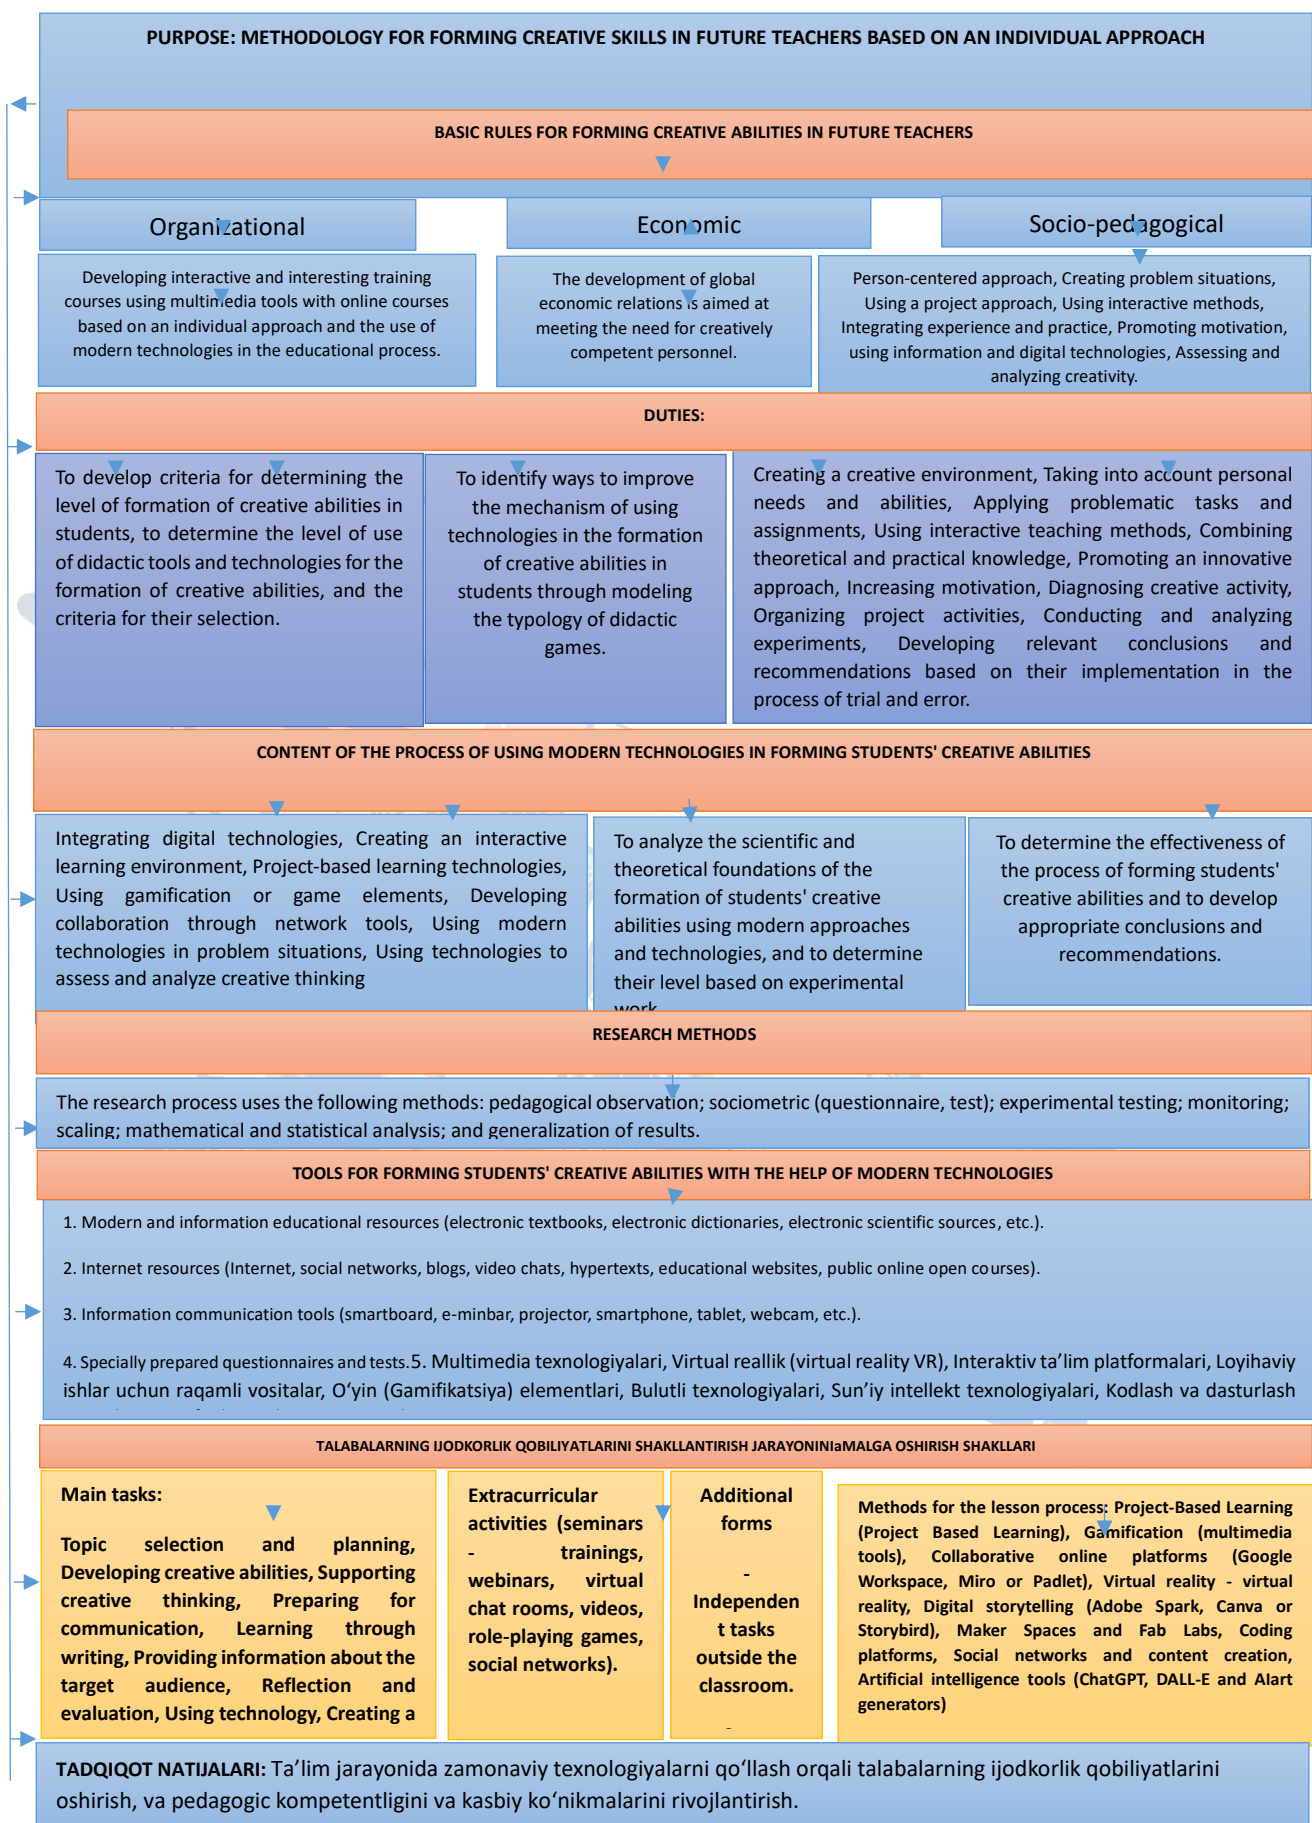 PURPOSE: METHODOLOGY FOR FORMING CREATIVE SKILLS IN FUTURE TEACHERS BASED ON AN INDIVIDUAL APPROACH
BASIC RULES FOR FORMING CREATIVE ABILITIES IN FUTURE TEACHERS
Organizational
Economic
Socio-pedagogical
Developing interactive and interesting training
courses using multimedia tools with online courses
based on an individual approach and the use of
modern technologies in the educational process.
The development of global
economic relations is aimed at
meeting the need for creatively
competent personnel.
Person-centered approach, Creating problem situations,
Using a project approach, Using interactive methods,
Integrating experience and practice, Promoting motivation,
using information and digital technologies, Assessing and
analyzing creativity.
DUTIES:
To develop criteria for determining the
level of formation of creative abilities in
students, to determine the level of use
of didactic tools and technologies for the
formation of creative abilities, and the
criteria for their selection.
To identify ways to improve
the mechanism of using
technologies in the formation
of creative abilities in
students through modeling
the typology of didactic
games.
Creating a creative environment, Taking into account personal
needs and abilities, Applying problematic tasks and
assignments, Using interactive teaching methods, Combining
theoretical and practical knowledge, Promoting an innovative
approach, Increasing motivation, Diagnosing creative activity,
Organizing project activities, Conducting and analyzing
experiments, Developing relevant conclusions and
recommendations based on their implementation in the
process of trial and error.
CONTENT OF THE PROCESS OF USING MODERN TECHNOLOGIES IN FORMING STUDENTS' CREATIVE ABILITIES
Integrating digital technologies, Creating an interactive
learning environment, Project-based learning technologies,
Using gamification or game elements, Developing
collaboration through network tools, Using modern
technologies in problem situations, Using technologies to
assess and analyze creative thinking
To analyze the scientific and
theoretical foundations of the
formation of students' creative
abilities using modern approaches
and technologies, and to determine
their level based on experimental
work
To determine the effectiveness of
the process of forming students'
creative abilities and to develop
appropriate conclusions and
recommendations.
RESEARCH METHODS
The research process uses the following methods: pedagogical observation; sociometric (questionnaire, test); experimental testing; monitoring;
scaling; mathematical and statistical analysis; and generalization of results.
TOOLS FOR FORMING STUDENTS' CREATIVE ABILITIES WITH THE HELP OF MODERN TECHNOLOGIES
1. Modern and information educational resources (electronic textbooks, electronic dictionaries, electronic scientific sources, etc.).
2. Internet resources (Internet, social networks, blogs, video chats, hypertexts, educational websites, public online open courses).
3. Information communication tools (smartboard, e-minbar, projector, smartphone, tablet, webcam, etc.).
4. Specially prepared questionnaires and tests.5. Multimedia texnologiyalari, Virtual reallik (virtual reality VR), Interaktiv ta’lim platformalari, Loyihaviy
ishlar uchun raqamli vositalar, O‘yin (Gamifikatsiya) elementlari, Bulutli texnologiyalari, Sun’iy intellekt texnologiyalari, Kodlash va dasturlash
TALABALARNING IJODKORLIK QOBILIYATLARINI SHAKLLANTIRISH JARAYONINIaMALGA OSHIRISH SHAKLLARI
Main tasks:
Topic selection and planning,
Developing creative abilities, Supporting
creative thinking, Preparing for
communication, Learning through
writing, Providing information about the
target audience, Reflection and
evaluation, Using technology, Creating a
Extracurricular
activities (seminars
- trainings,
webinars, virtual
chat rooms, videos,
role-playing games,
social networks).
Additional
forms
-
Independen
t tasks
outside the
classroom.
-
Methods for the lesson process: Project-Based Learning
(Project Based Learning), Gamification (multimedia
tools), Collaborative online platforms (Google
Workspace, Miro or Padlet), Virtual reality - virtual
reality, Digital storytelling (Adobe Spark, Canva or
Storybird), Maker Spaces and Fab Labs, Coding
platforms, Social networks and content creation,
Artificial intelligence tools (ChatGPT, DALL-E and AIart
generators)
TADQIQOT NATIJALARI: Ta’lim jarayonida zamonaviy texnologiyalarni qo‘llash orqali talabalarning ijodkorlik qobiliyatlarini
oshirish, va pedagogic kompetentligini va kasbiy ko‘nikmalarini rivojlantirish.